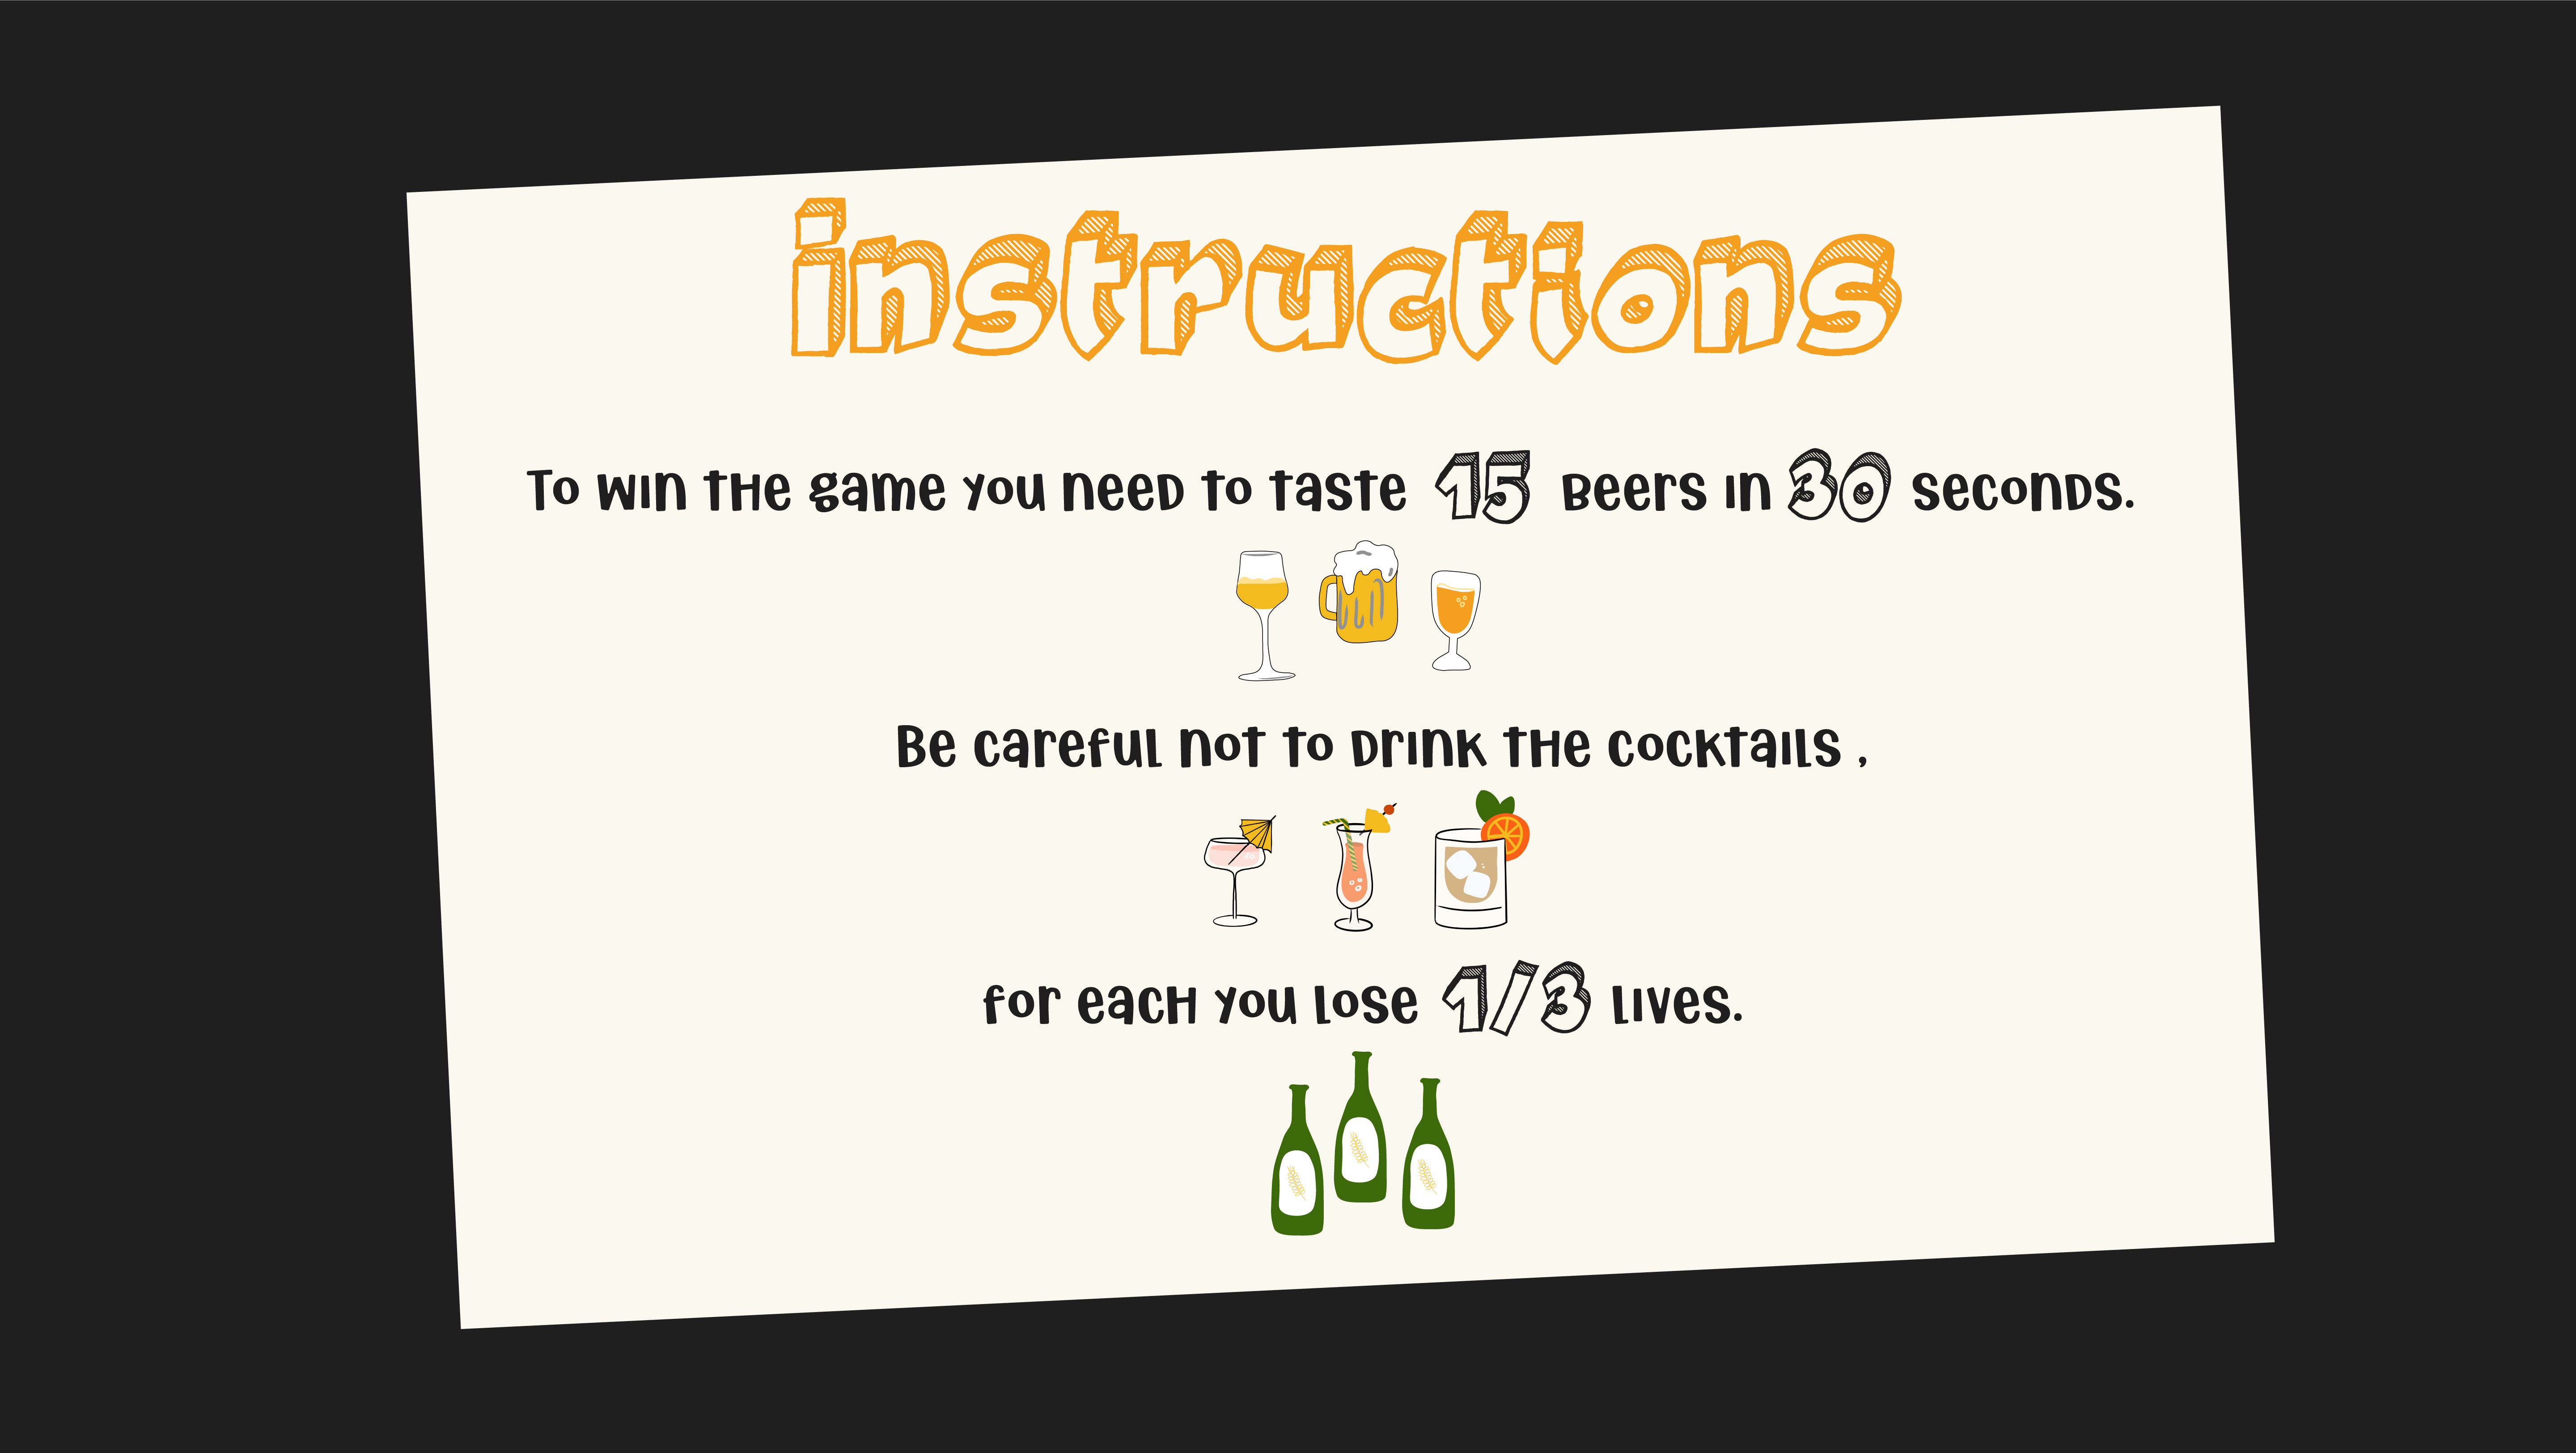 instructions
To win the game you need to taste 15 Beers in 30 seconds.
Be careful not to drink the cocktails ,
for each you lose 1/3 lives.